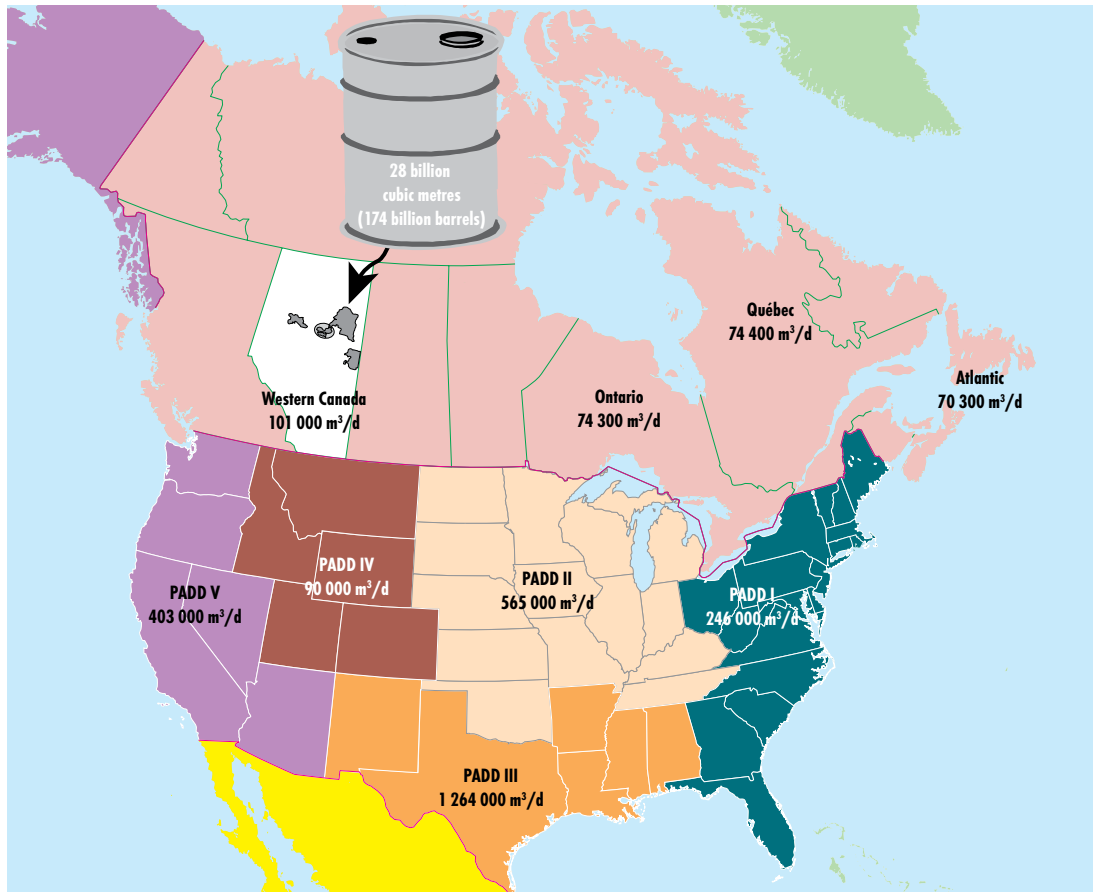 28 billion
cubic metres
(174 billion barrels)
Québec
74 400 m³/d
Atlantic
70 300 m³/d
Western Canada
101 000 m³/d
Ontario
74 300 m³/d
PADD IV
90 000 m³/d
PADD II
565 000 m³/d
PADD V
403 000 m³/d
PADD I
246 000 m³/d
PADD III
1 264 000 m³/d